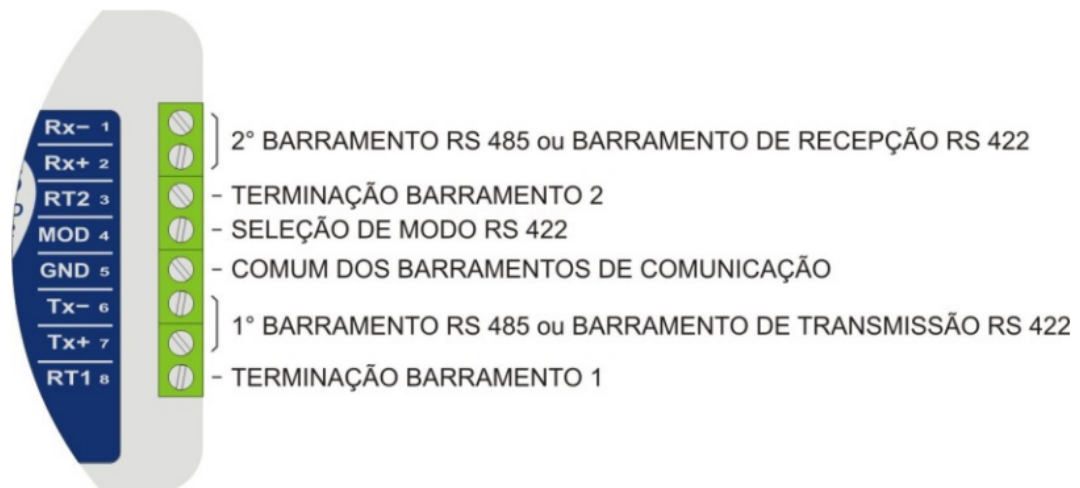 Rx- 1
2° BARRAMENTO RS 485 ou BARRAMENTO DE RECEPÇÃO RS 422
Rx+ 2
RT2 3 - TERMINAÇÃO BARRAMENTO 2
MOD 4 - SELEÇÃO DE MODO RS 422
GND 5 - COMUM DOS BARRAMENTOS DE COMUNICAÇÃO
Tx- 6
1° BARRAMENTO RS 485 ou BARRAMENTO DE TRANSMISSÃO RS 422
Tx+ 7
RT1 8 - TERMINAÇÃO BARRAMENTO 1